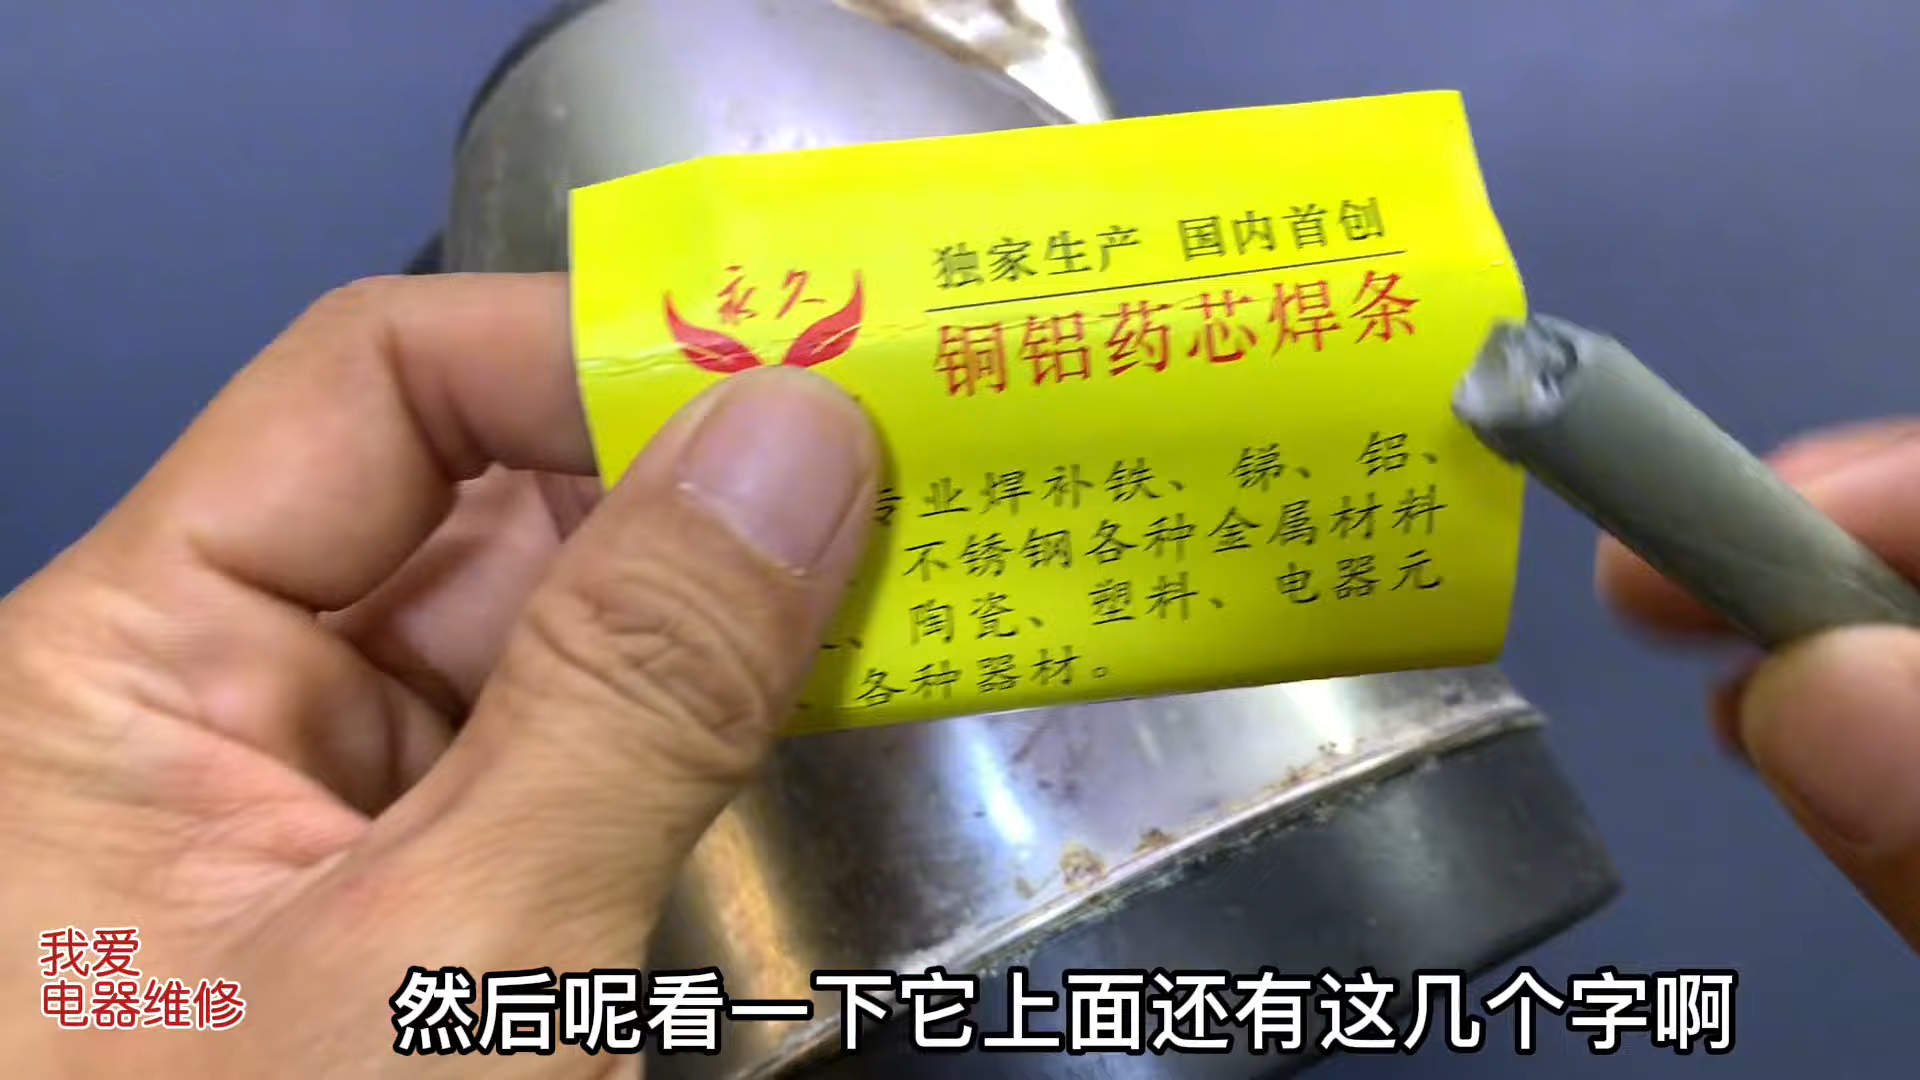 独家生产 国内首创
永久
铜铝药芯焊条
专业焊补铁、锑、铝、
不锈钢各种金属材料
、陶瓷、塑料、电器元
、各种器材。
我爱
电器维修
然后呢看一下它上面还有这几个字啊